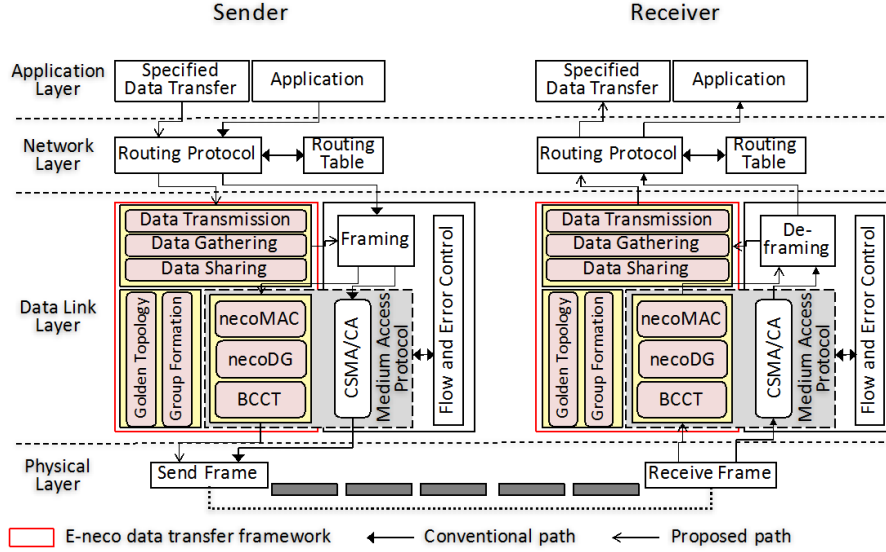 Sender
Receiver
Application
Layer
Specified
Data Transfer
Application
Specified
Data Transfer
Application
Network
Layer
Routing Protocol
Routing
Table
Routing Protocol
Routing
Table
Data Link
Layer
Data Transmission
Data Gathering
Data Sharing
Framing
Golden Topology
Group Formation
necoMAC
necoDG
BCCT
CSMA/CA
Medium Access
Protocol
Flow and Error Control
Data Transmission
Data Gathering
Data Sharing
De-
framing
Golden Topology
Group Formation
necoMAC
necoDG
BCCT
CSMA/CA
Medium Access
Protocol
Flow and Error Control
Physical
Layer
Send Frame
Receive Frame
E-neco data transfer framework
Conventional path
Proposed path